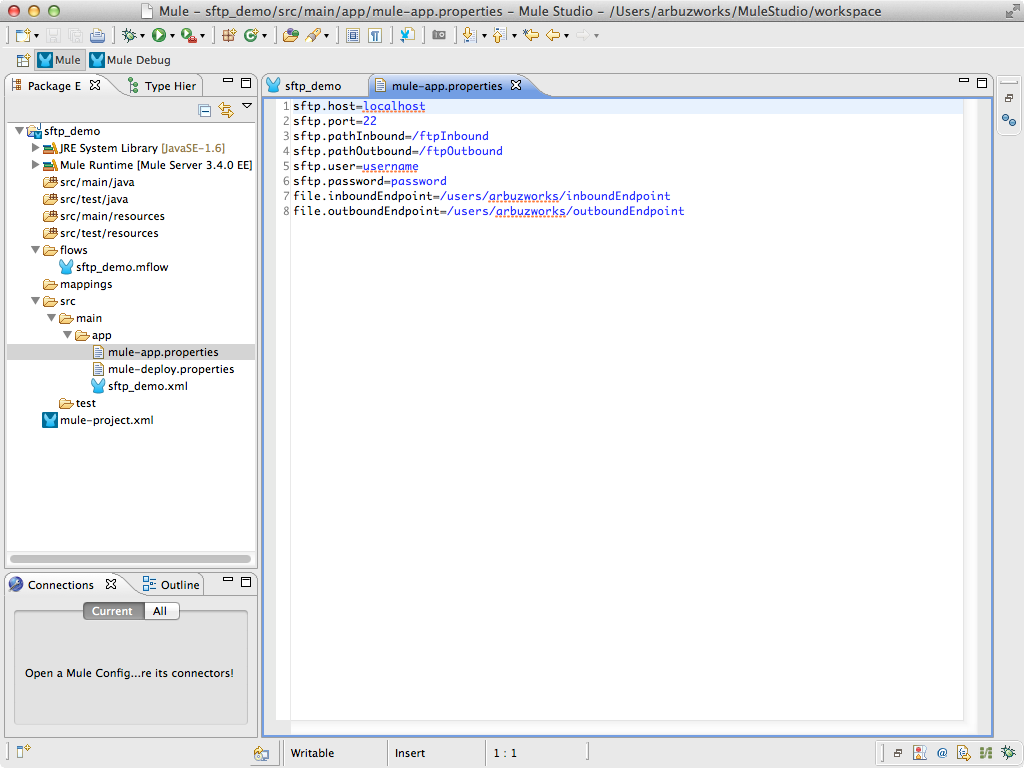 Mule - sftp_demo/src/main/app/mule-app.properties - Mule Studio - /Users/arbuzworks/MuleStudio/workspace
Mule
Mule Debug
Package E
Type Hier
sftp_demo
JRE System Library [JavaSE-1.6]
Mule Runtime [Mule Server 3.4.0 EE]
src/main/java
src/test/java
src/main/resources
src/test/resources
flows
sftp_demo.mflow
mappings
src
main
app
mule-app.properties
mule-deploy.properties
sftp_demo.xml
test
mule-project.xml
sftp_demo
mule-app.properties
1 sftp.host=localhost
2 sftp.port=22
3 sftp.pathInbound=/ftpInbound
4 sftp.pathOutbound=/ftpOutbound
5 sftp.user=username
6 sftp.password=password
7 file.inboundEndpoint=/users/arbuzworks/inboundEndpoint
8 file.outboundEndpoint=/users/arbuzworks/outboundEndpoint
Connections
Outline
Current
All
Open a Mule Config...re its connectors!
Writable
Insert
1 : 1